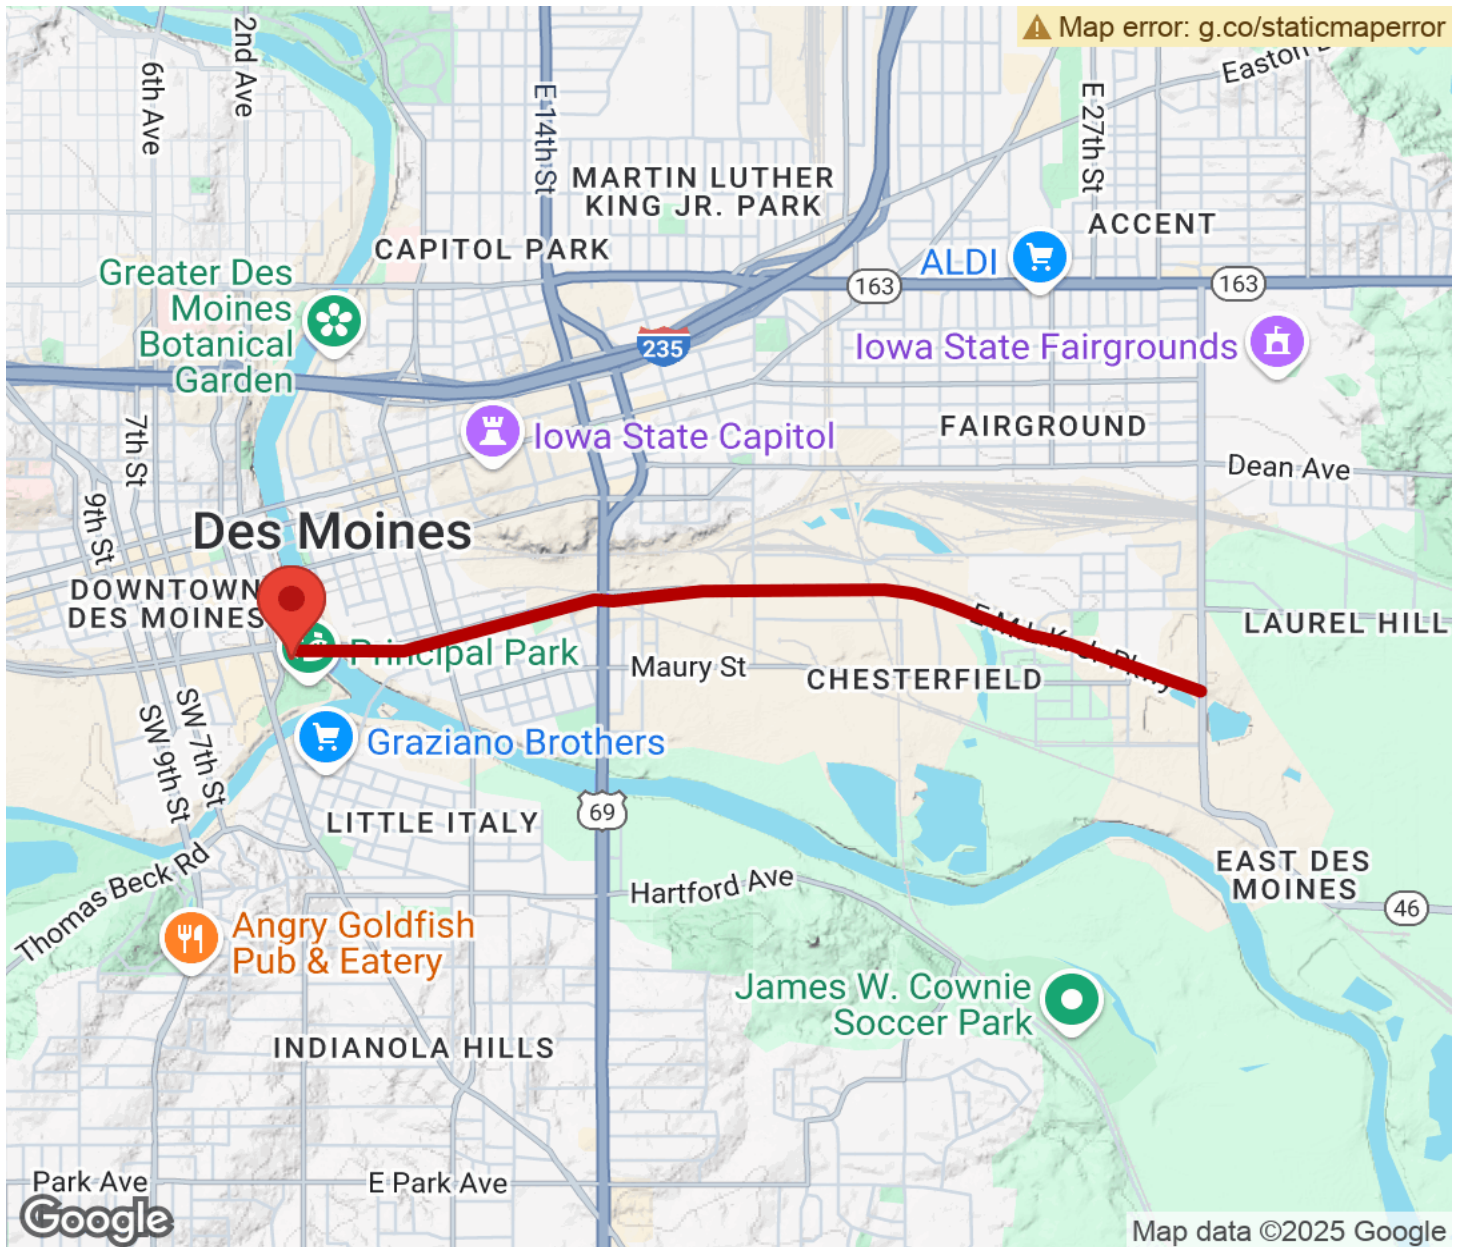 Map error: g.co/staticmaperror
2nd Ave
6th Ave
E 14th St
E 27th St
MARTIN LUTHER
KING JR. PARK
ACCENT
CAPITOL PARK
ALDI
163
163
Greater Des
Moines
Botanical
Garden
235
Iowa State Fairgrounds
7th St
Iowa State Capitol
FAIRGROUND
Dean Ave
9th St
Des Moines
DOWNTOWN
DES MOINES
Principal Park
Maury St
CHESTERFIELD
LAUREL HILL
SW 7th St
SW 9th St
Graziano Brothers
LITTLE ITALY
69
Thomas Beck Rd
Hartford Ave
EAST DES
MOINES
46
Angry Goldfish
Pub & Eatery
James W. Cownie
Soccer Park
INDIANOLA HILLS
Park Ave
E Park Ave
Google
Map data ©2025 Google